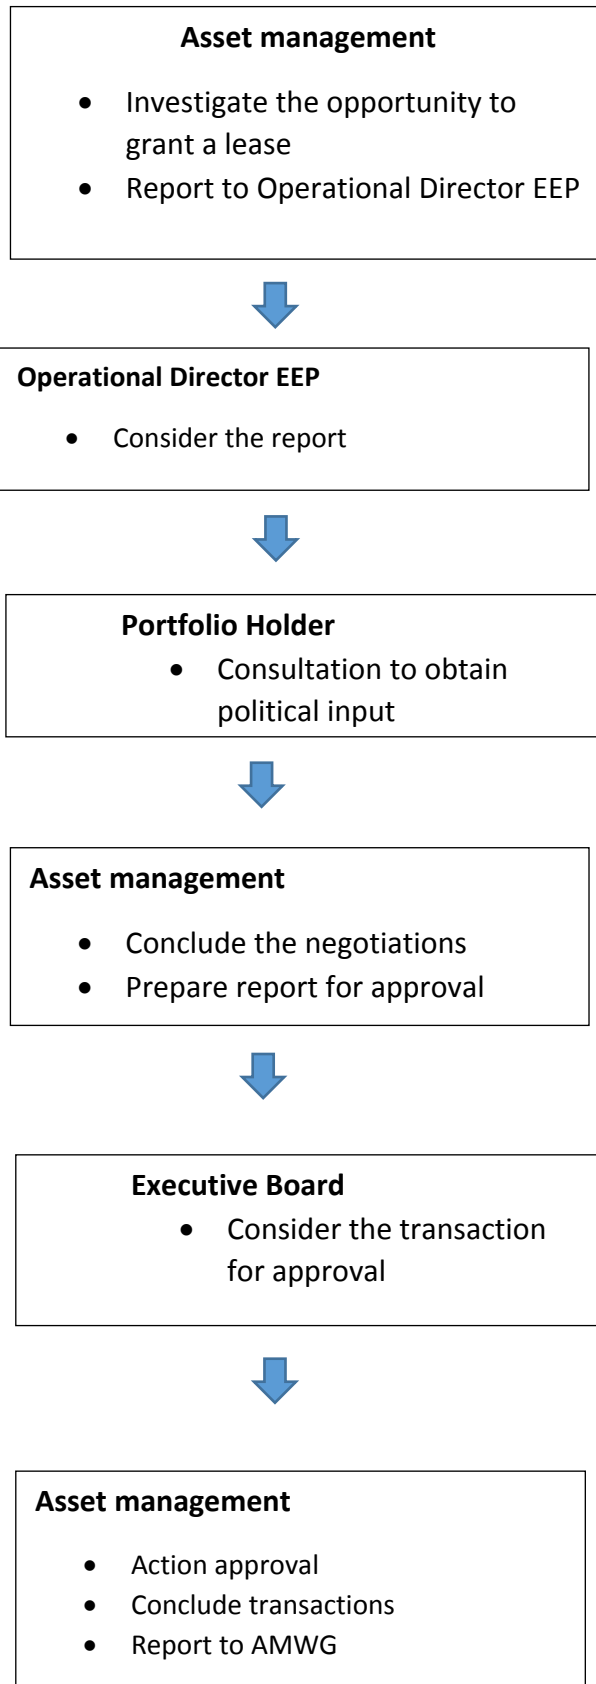 Asset management
• Investigate the opportunity to
grant a lease
• Report to Operational Director EEP
Operational Director EEP
• Consider the report
Portfolio Holder
• Consultation to obtain
political input
Asset management
• Conclude the negotiations
• Prepare report for approval
Executive Board
• Consider the transaction
for approval
Asset management
• Action approval
• Conclude transactions
• Report to AMWG